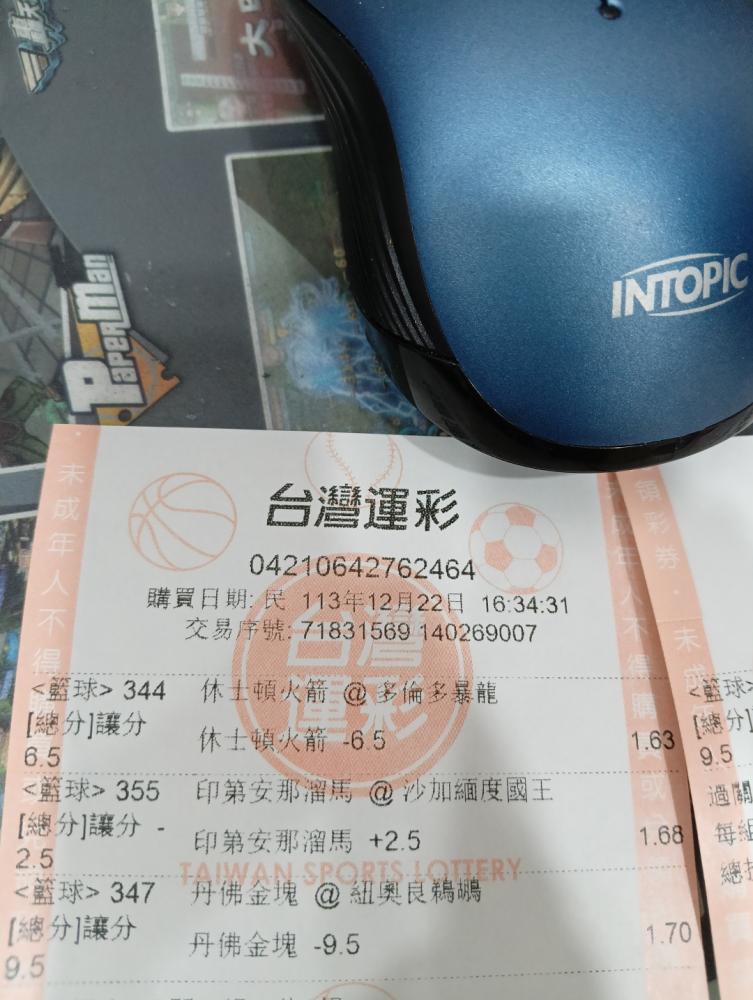 大
PAPER MAN
INTOPIC
未成年人不得購
台灣運彩
04210642762464
購買日期: 民 113年12月22日 16:34:31
交易序號: 71831569 140269007
台灣
運彩
<籃球> 344 休士頓火箭 @ 多倫多暴龍
[總分]讓分
6.5 休士頓火箭 -6.5 1.63
<籃球> 355 印第安那溜馬 @ 沙加緬度國王
[總分]讓分 -
2.5 印第安那溜馬 +2.5 1.68
TAIWAN SPORTS LOTTERY
<籃球> 347 丹佛金塊 @ 紐奧良鵜鶘
[總分]讓分
9.5 丹佛金塊 -9.5 1.70
成年人不得購買或
領彩券・未成年
<籃球>
[總分]
9.5
過關
每組
總投